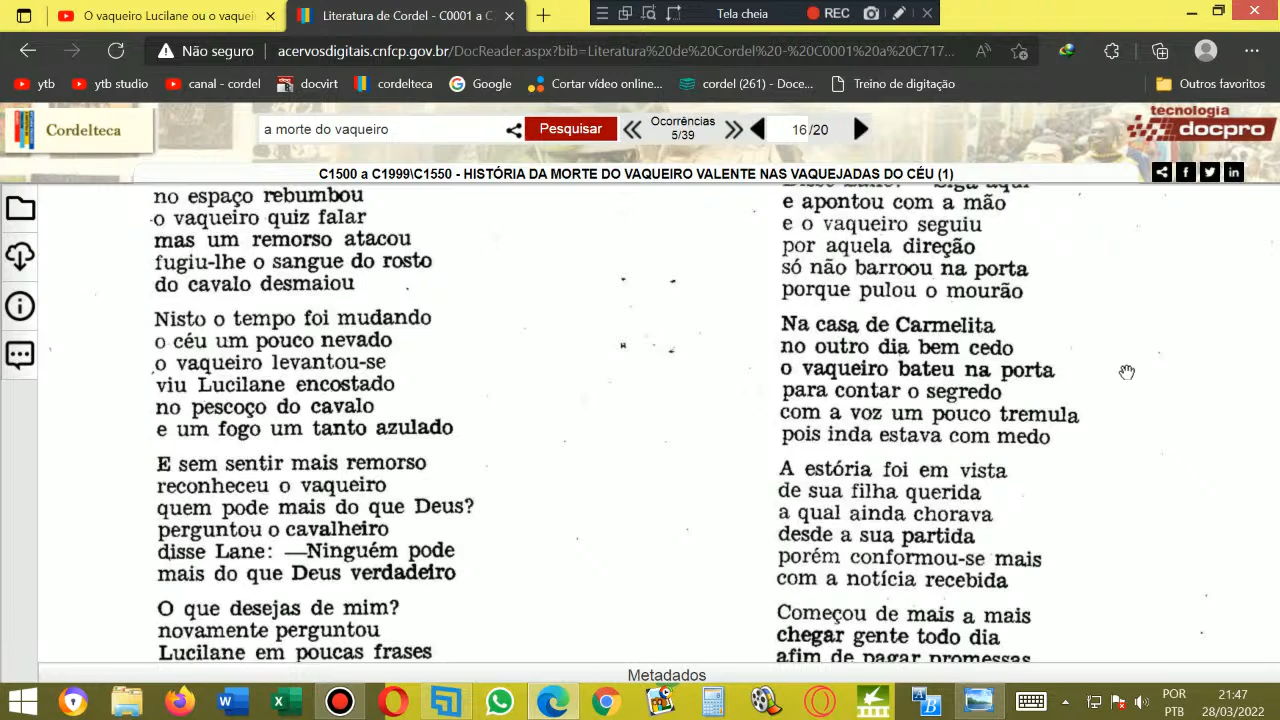 O vaqueiro Lucilane ou o vaquei
Literatura de Cordel - C0001 a C
Tela cheia
REC
Não seguro
acervosdigitais.cnfcp.gov.br/DocReader.aspx?bib=Literatura%20de%20Cordel%20-%20C0001%20a%20C717...
ytb
ytb studio
canal - cordel
docvirt
cordelteca
Google
Cortar vídeo online...
cordel (261) - Doce...
Treino de digitação
Outros favoritos
Cordelteca
a morte do vaqueiro
Pesquisar
Ocorrências
5/39
16/20
tecnologia
docpro
C1500 a C1999\C1550 - HISTÓRIA DA MORTE DO VAQUEIRO VALENTE NAS VAQUEJADAS DO CÉU (1)
no espaço rebumbou
o vaqueiro quiz falar
mas um remorso atacou
fugiu-lhe o sangue do rosto
do cavalo desmaiou
Nisto o tempo foi mudando
o céu um pouco nevado
o vaqueiro levantou-se
viu Lucilane encostado
no pescoço do cavalo
e um fogo um tanto azulado
E sem sentir mais remorso
reconheceu o vaqueiro
quem pode mais do que Deus?
perguntou o cavalheiro
disse Lane: —Ninguém pode
mais do que Deus verdadeiro
O que desejas de mim?
novamente perguntou
Lucilane em poucas frases
e apontou com a mão
e o vaqueiro seguiu
por aquela direção
só não barroou na porta
porque pulou o mourão
Na casa de Carmelita
no outro dia bem cedo
o vaqueiro bateu na porta
para contar o segredo
com a voz um pouco tremula
pois inda estava com medo
A estória foi em vista
de sua filha querida
a qual ainda chorava
desde a sua partida
porém conformou-se mais
com a notícia recebida
Começou de mais a mais
chegar gente todo dia
afim de pagar promessas
Metadados
POR
PTB
21:47
28/03/2022